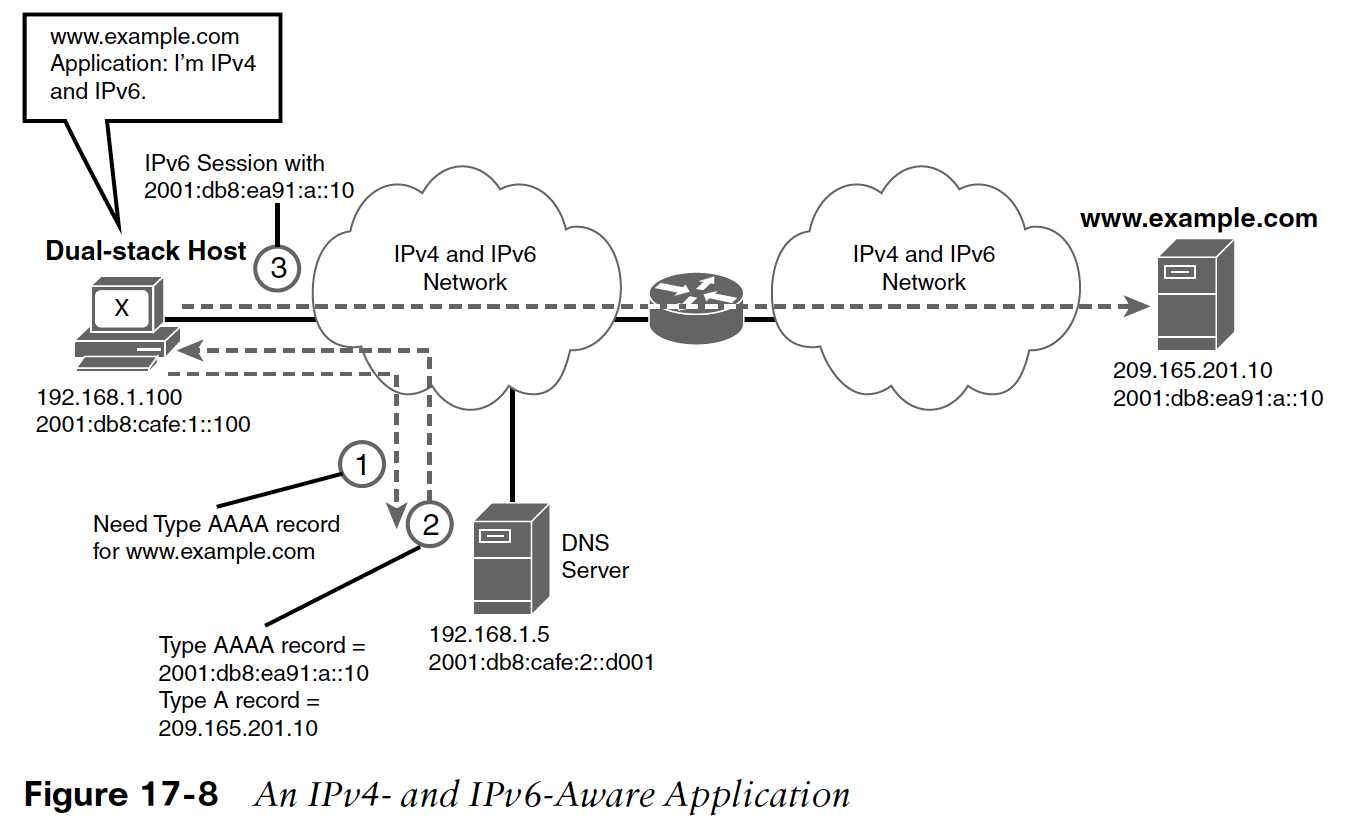 www.example.com
Application: I'm IPv4
and IPv6.
IPv6 Session with
2001:db8:ea91:a::10
Dual-stack Host
3
X
192.168.1.100
2001:db8:cafe:1::100
IPv4 and IPv6
Network
IPv4 and IPv6
Network
www.example.com
209.165.201.10
2001:db8:ea91:a::10
1
Need Type AAAA record
for www.example.com
2
Type AAAA record =
2001:db8:ea91:a::10
Type A record =
209.165.201.10
DNS
Server
192.168.1.5
2001:db8:cafe:2::d001
Figure 17-8 An IPv4- and IPv6-Aware Application